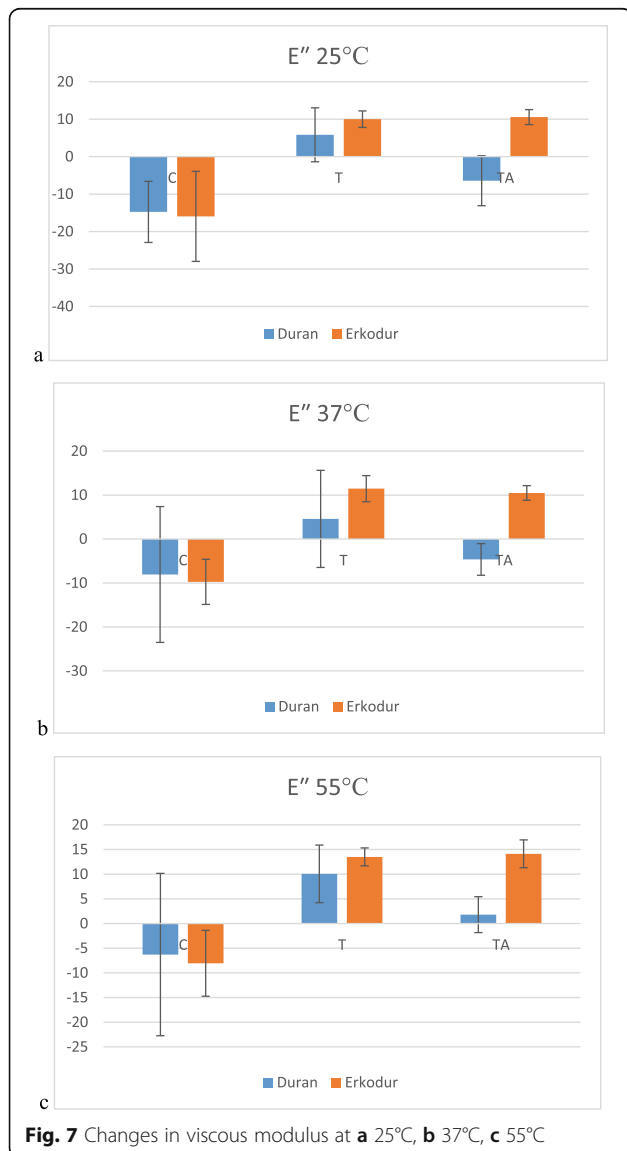 E″ 25°C
20
10
0
C T TA
-10
-20
-30
-40
Duran Erkodur
a
E″ 37°C
20
10
0
C T TA
-10
-20
-30
Duran Erkodur
b
E″ 55°C
20
15
10
5
0
C T TA
-5
-10
-15
-20
-25
Duran Erkodur
c
Fig. 7 Changes in viscous modulus at a 25°C, b 37°C, c 55°C